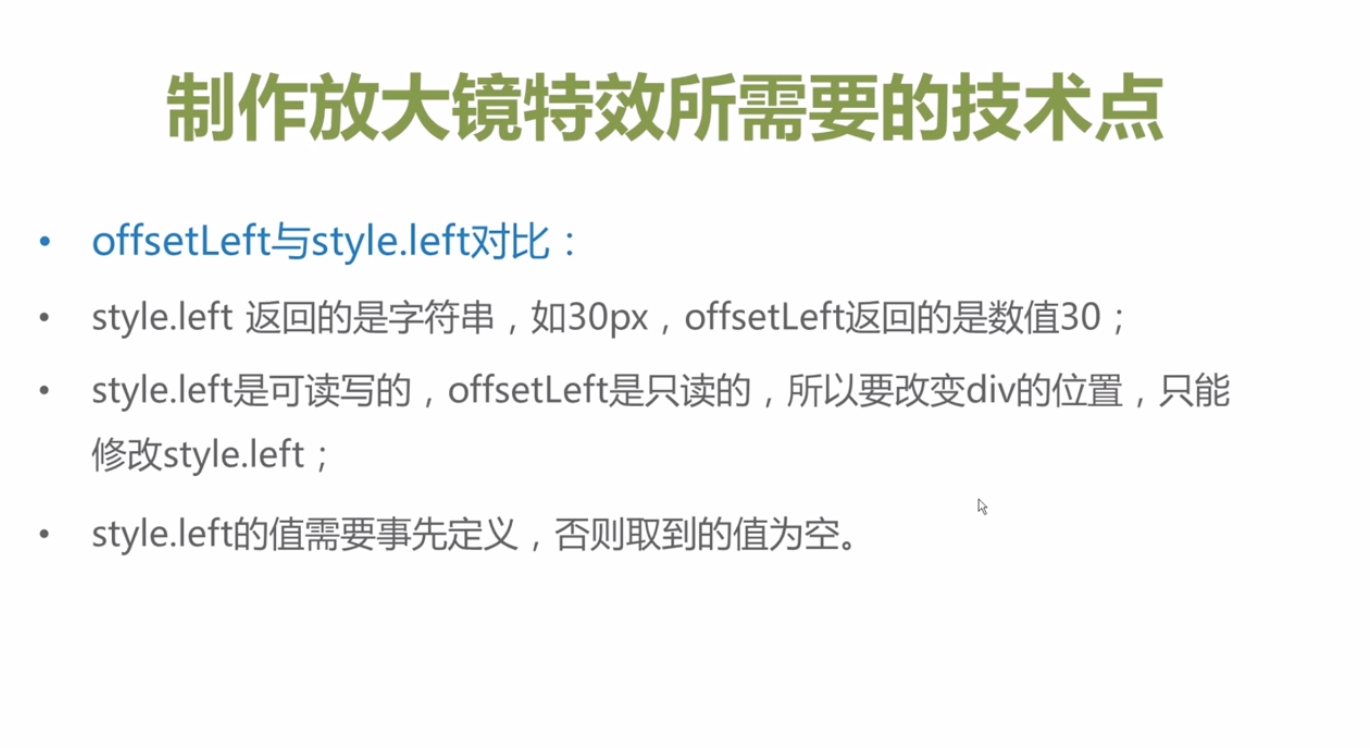 制作放大镜特效所需要的技术点
• offsetLeft与style.left对比：
• style.left 返回的是字符串，如30px，offsetLeft返回的是数值30；
• style.left是可读写的，offsetLeft是只读的，所以要改变div的位置，只能
修改style.left；
• style.left的值需要事先定义，否则取到的值为空。